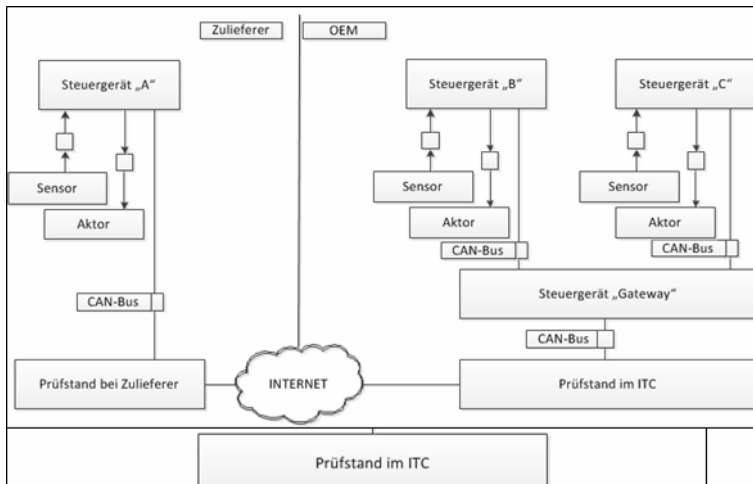 Zulieferer
OEM
Steuergerät „A“
Steuergerät „B“
Steuergerät „C“
Sensor
Sensor
Sensor
Aktor
Aktor
Aktor
CAN-Bus
CAN-Bus
CAN-Bus
Steuergerät „Gateway“
CAN-Bus
Prüfstand bei Zulieferer
INTERNET
Prüfstand im ITC
Prüfstand im ITC